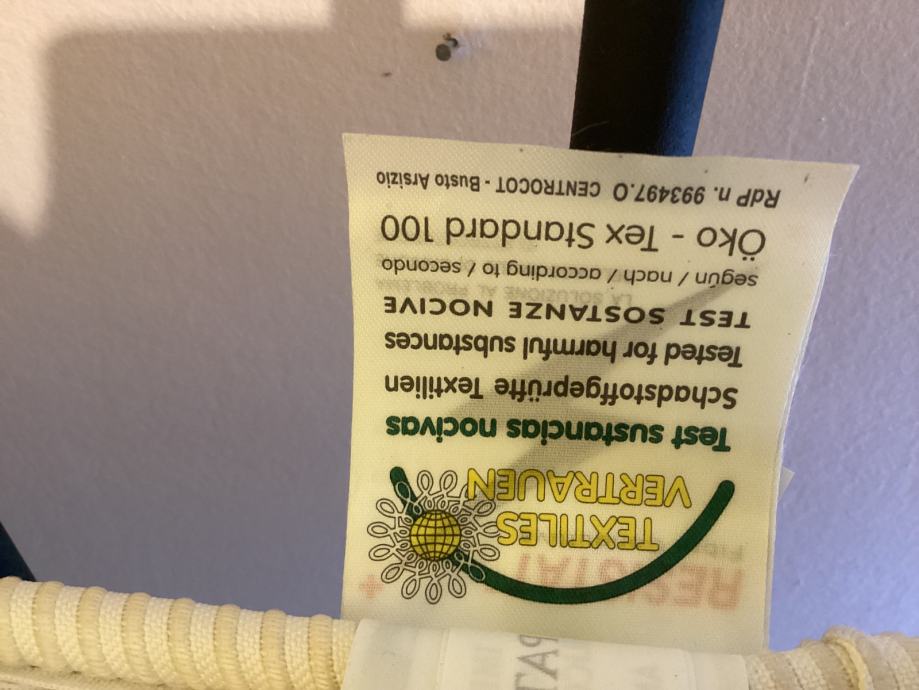 TEXTILES
VERTRAUEN
Test sustancias nocivas
Schadstoffgeprüfte Textilien
Tested for harmful substances
TEST SOSTANZE NOCIVE
según / nach / according to / secondo
Öko - Tex Standard 100
RdP n. 993497.O CENTROCOT - Busto Arsizio